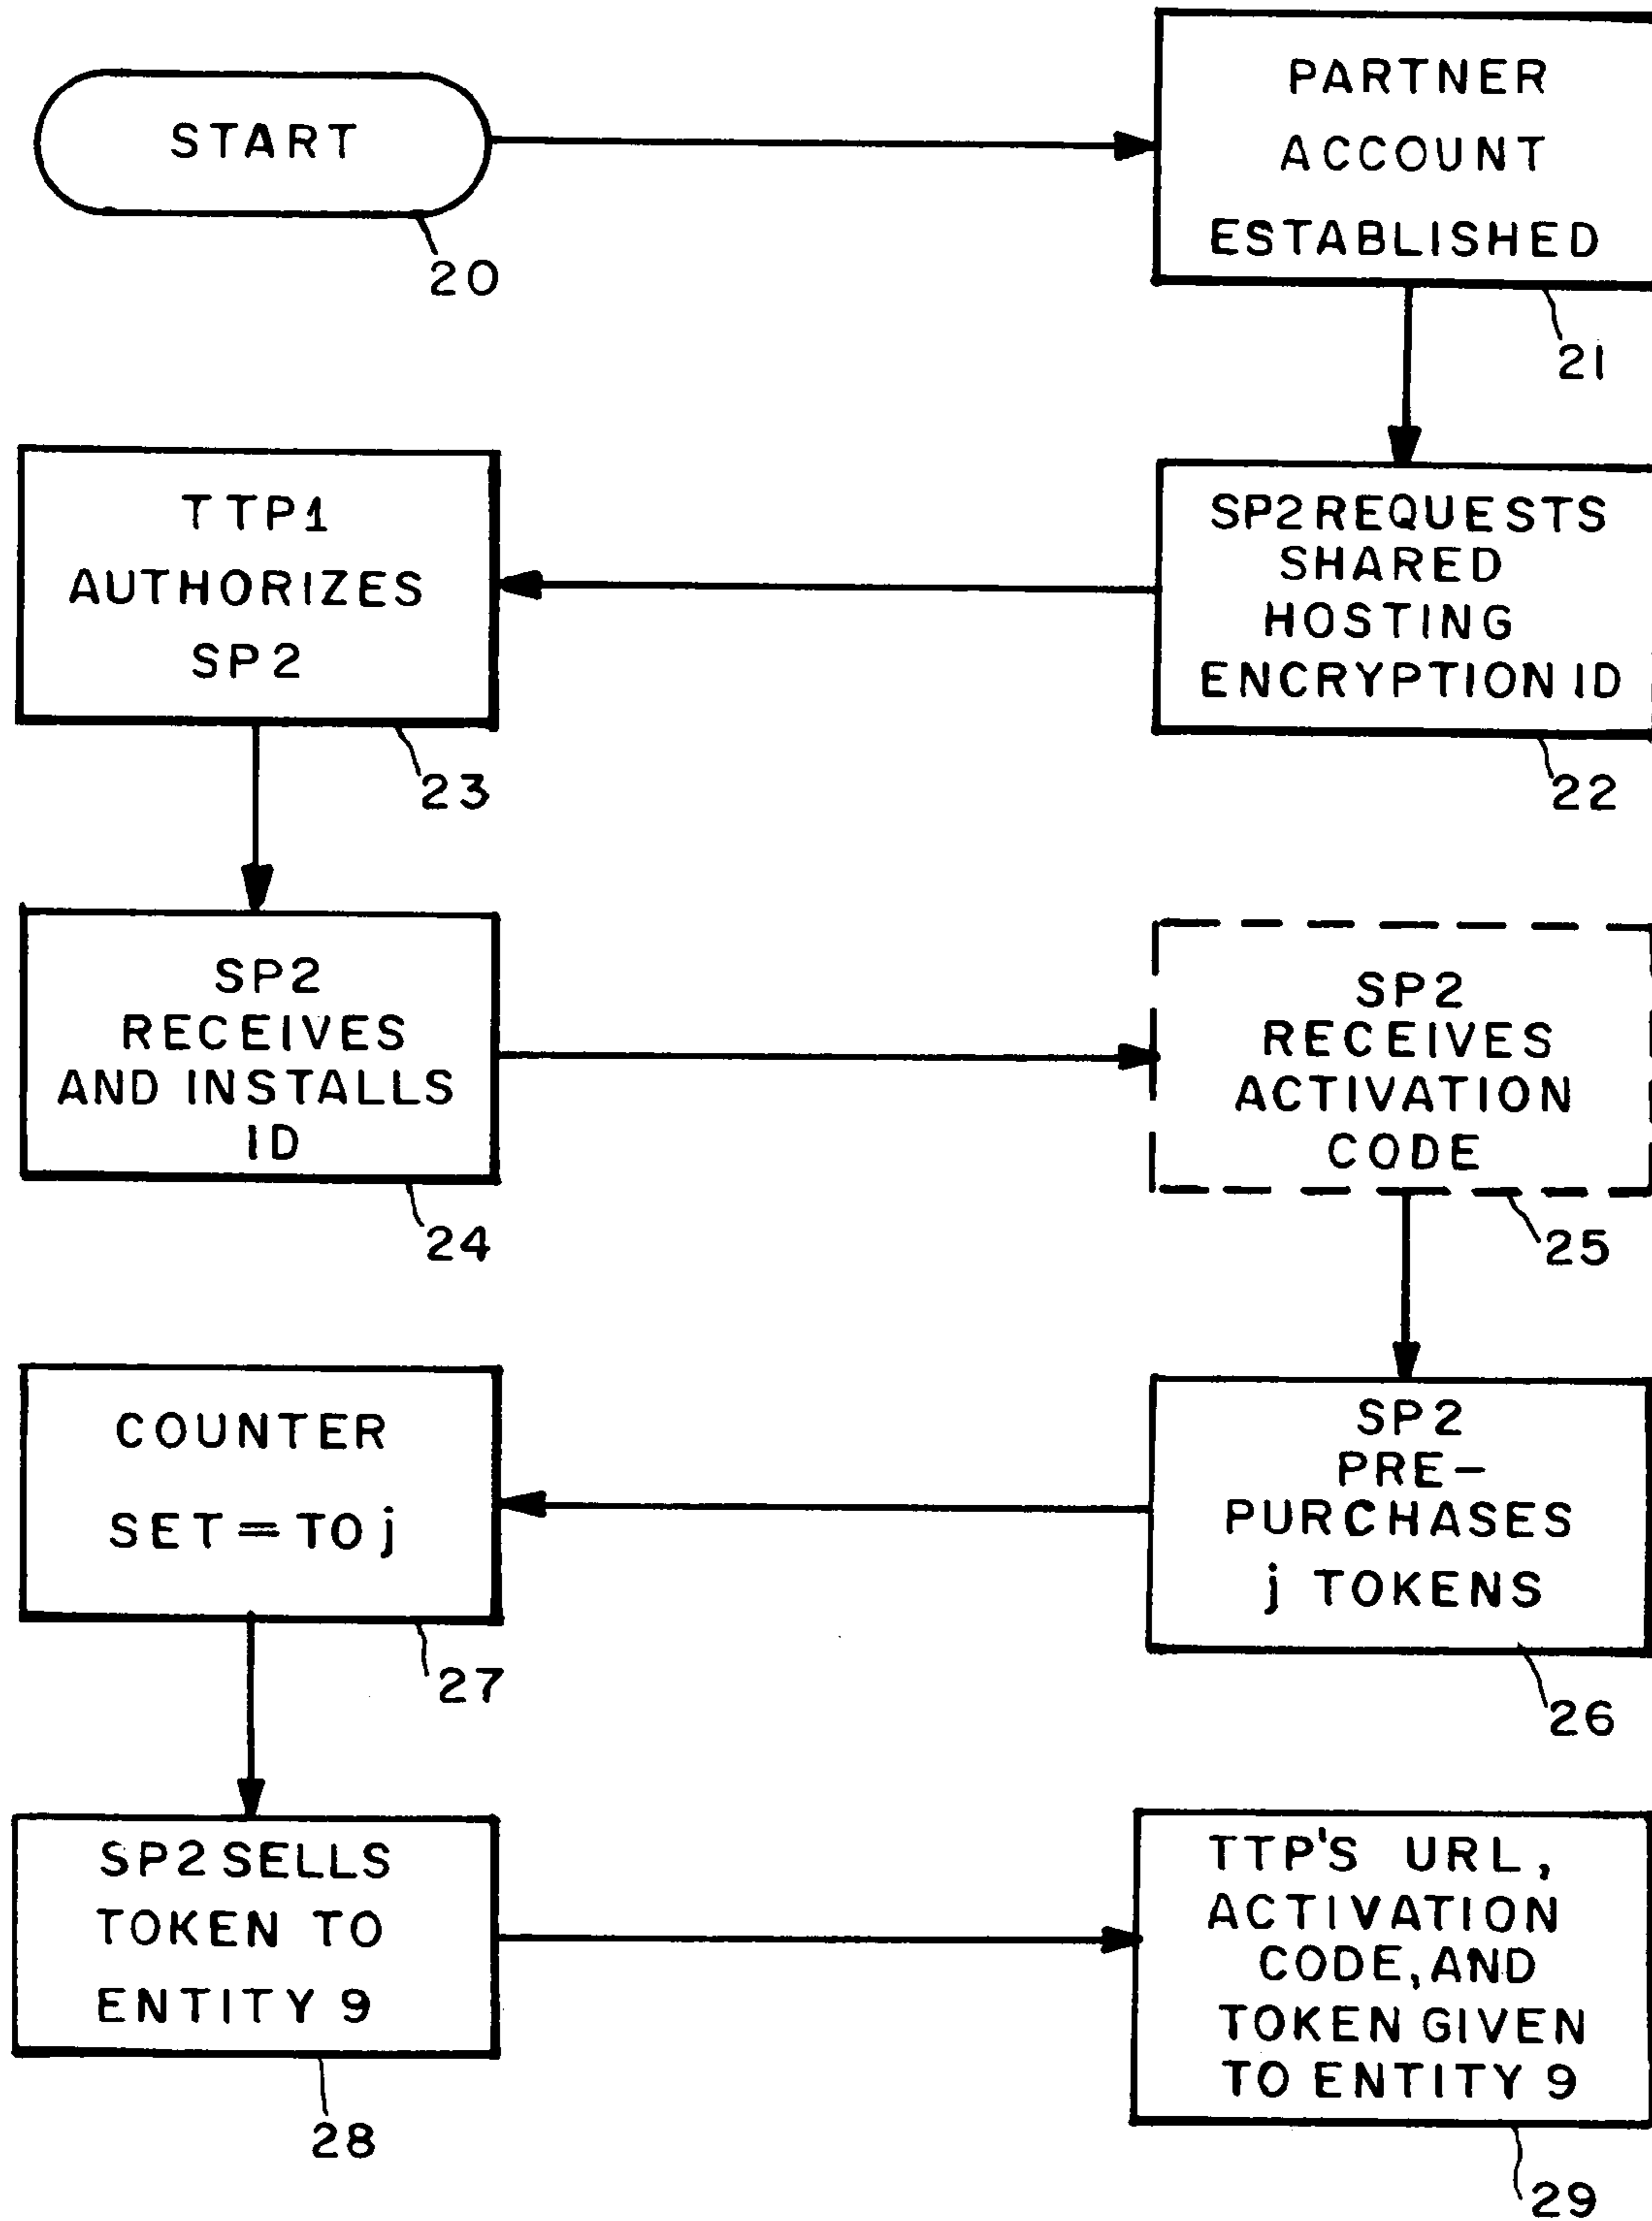 START
20
PARTNER
ACCOUNT
ESTABLISHED
21
SP2 REQUESTS
SHARED
HOSTING
ENCRYPTION ID
22
TTP1
AUTHORIZES
SP2
23
SP2
RECEIVES
AND INSTALLS
ID
24
SP2
RECEIVES
ACTIVATION
CODE
25
SP2
PRE-
PURCHASES
j TOKENS
26
COUNTER
SET = TO j
27
SP2 SELLS
TOKEN TO
ENTITY 9
28
TTP'S URL,
ACTIVATION
CODE, AND
TOKEN GIVEN
TO ENTITY 9
29